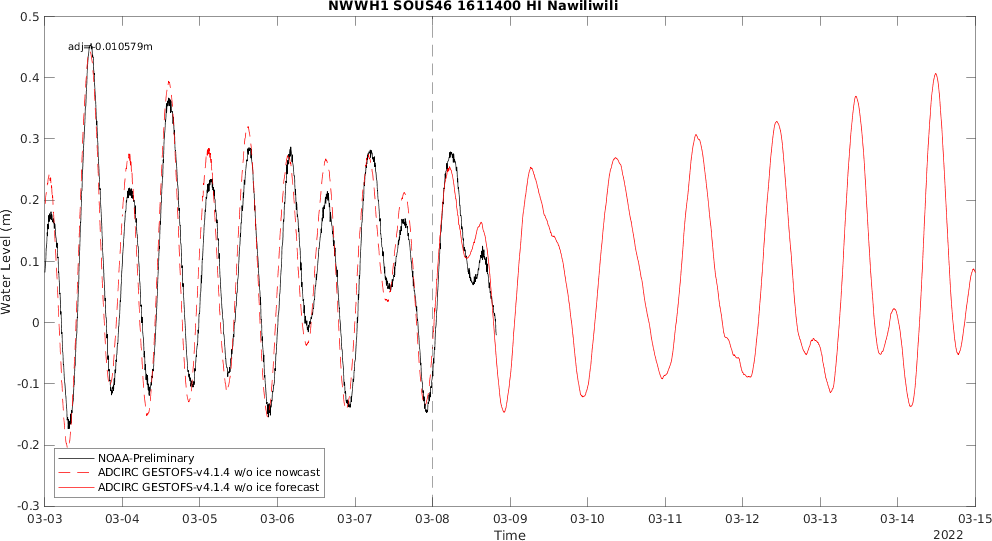 NWWH1 SOUS46 1611400 HI Nawiliwili
adj=-0.010579m
0.5
0.4
0.3
0.2
0.1
0
-0.1
-0.2
-0.3
Water Level (m)
NOAA-Preliminary
ADCIRC GESTOFS-v4.1.4 w/o ice nowcast
ADCIRC GESTOFS-v4.1.4 w/o ice forecast
03-03 03-04 03-05 03-06 03-07 03-08 03-09 03-10 03-11 03-12 03-13 03-14 03-15
Time
2022